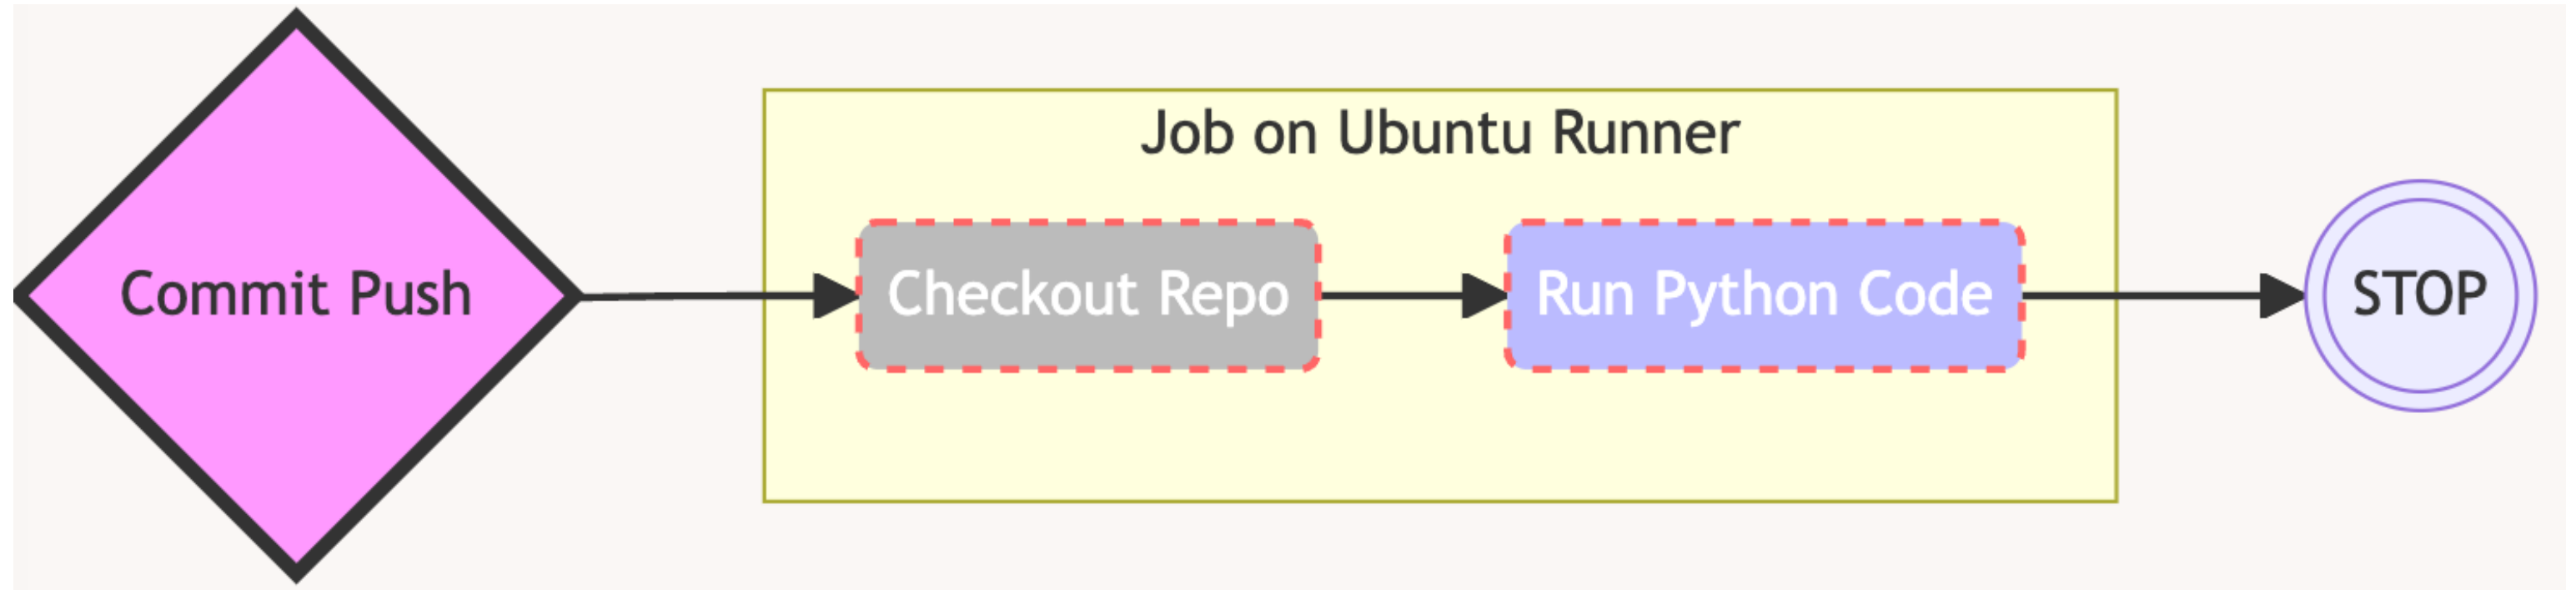 Job on Ubuntu Runner
Commit Push
Checkout Repo
Run Python Code
STOP